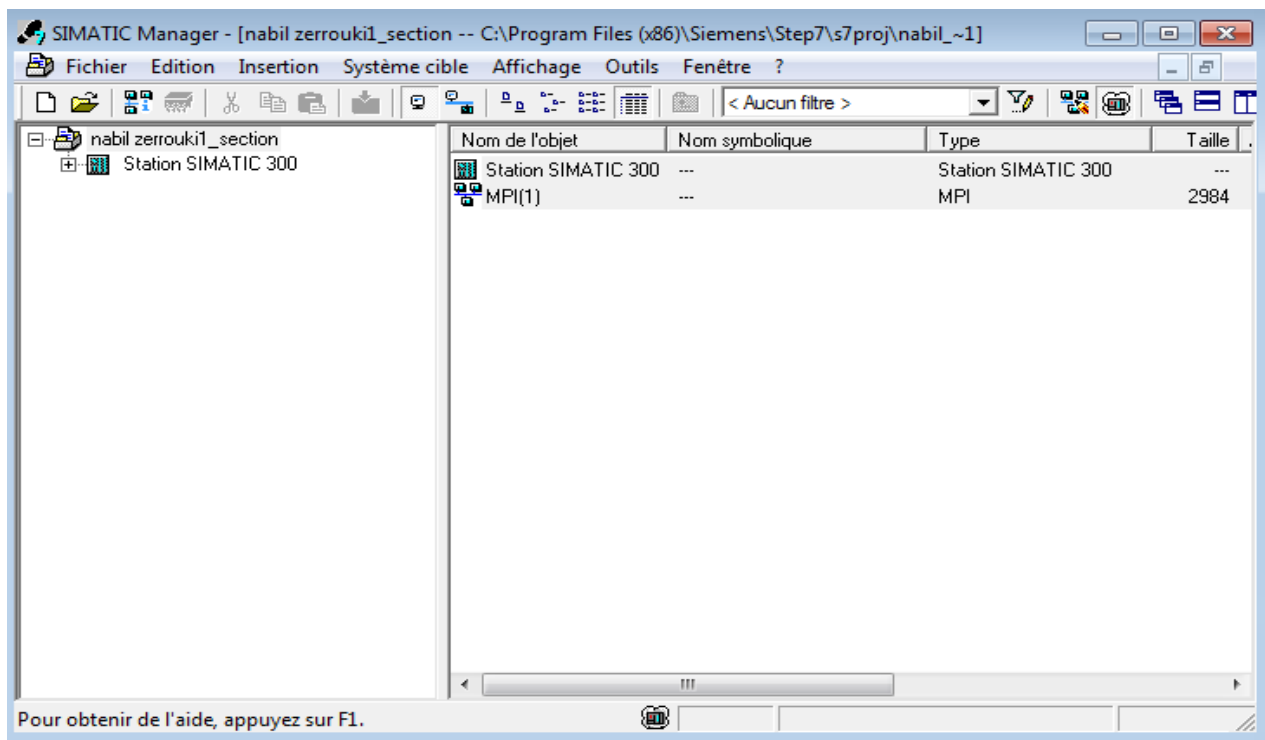 SIMATIC Manager - [nabil zerrouki1_section -- C:\Program Files (x86)\Siemens\Step7\s7proj\nabil_~1]
Fichier Edition Insertion Système cible Affichage Outils Fenêtre ?
< Aucun filtre >
nabil zerrouki1_section
Station SIMATIC 300
Nom de l'objet Nom symbolique Type Taille
Station SIMATIC 300 --- Station SIMATIC 300 ---
MPI(1) --- MPI 2984
Pour obtenir de l'aide, appuyez sur F1.